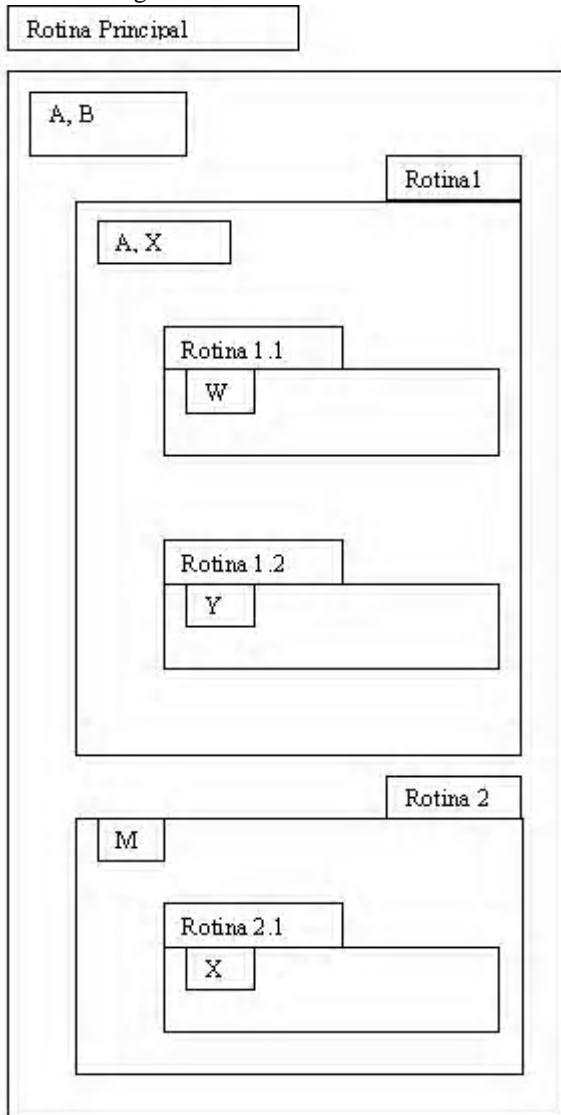 Rotina Principal
A, B
Rotina1
A, X
Rotina 1.1
W
Rotina 1.2
Y
Rotina 2
M
Rotina 2.1
X